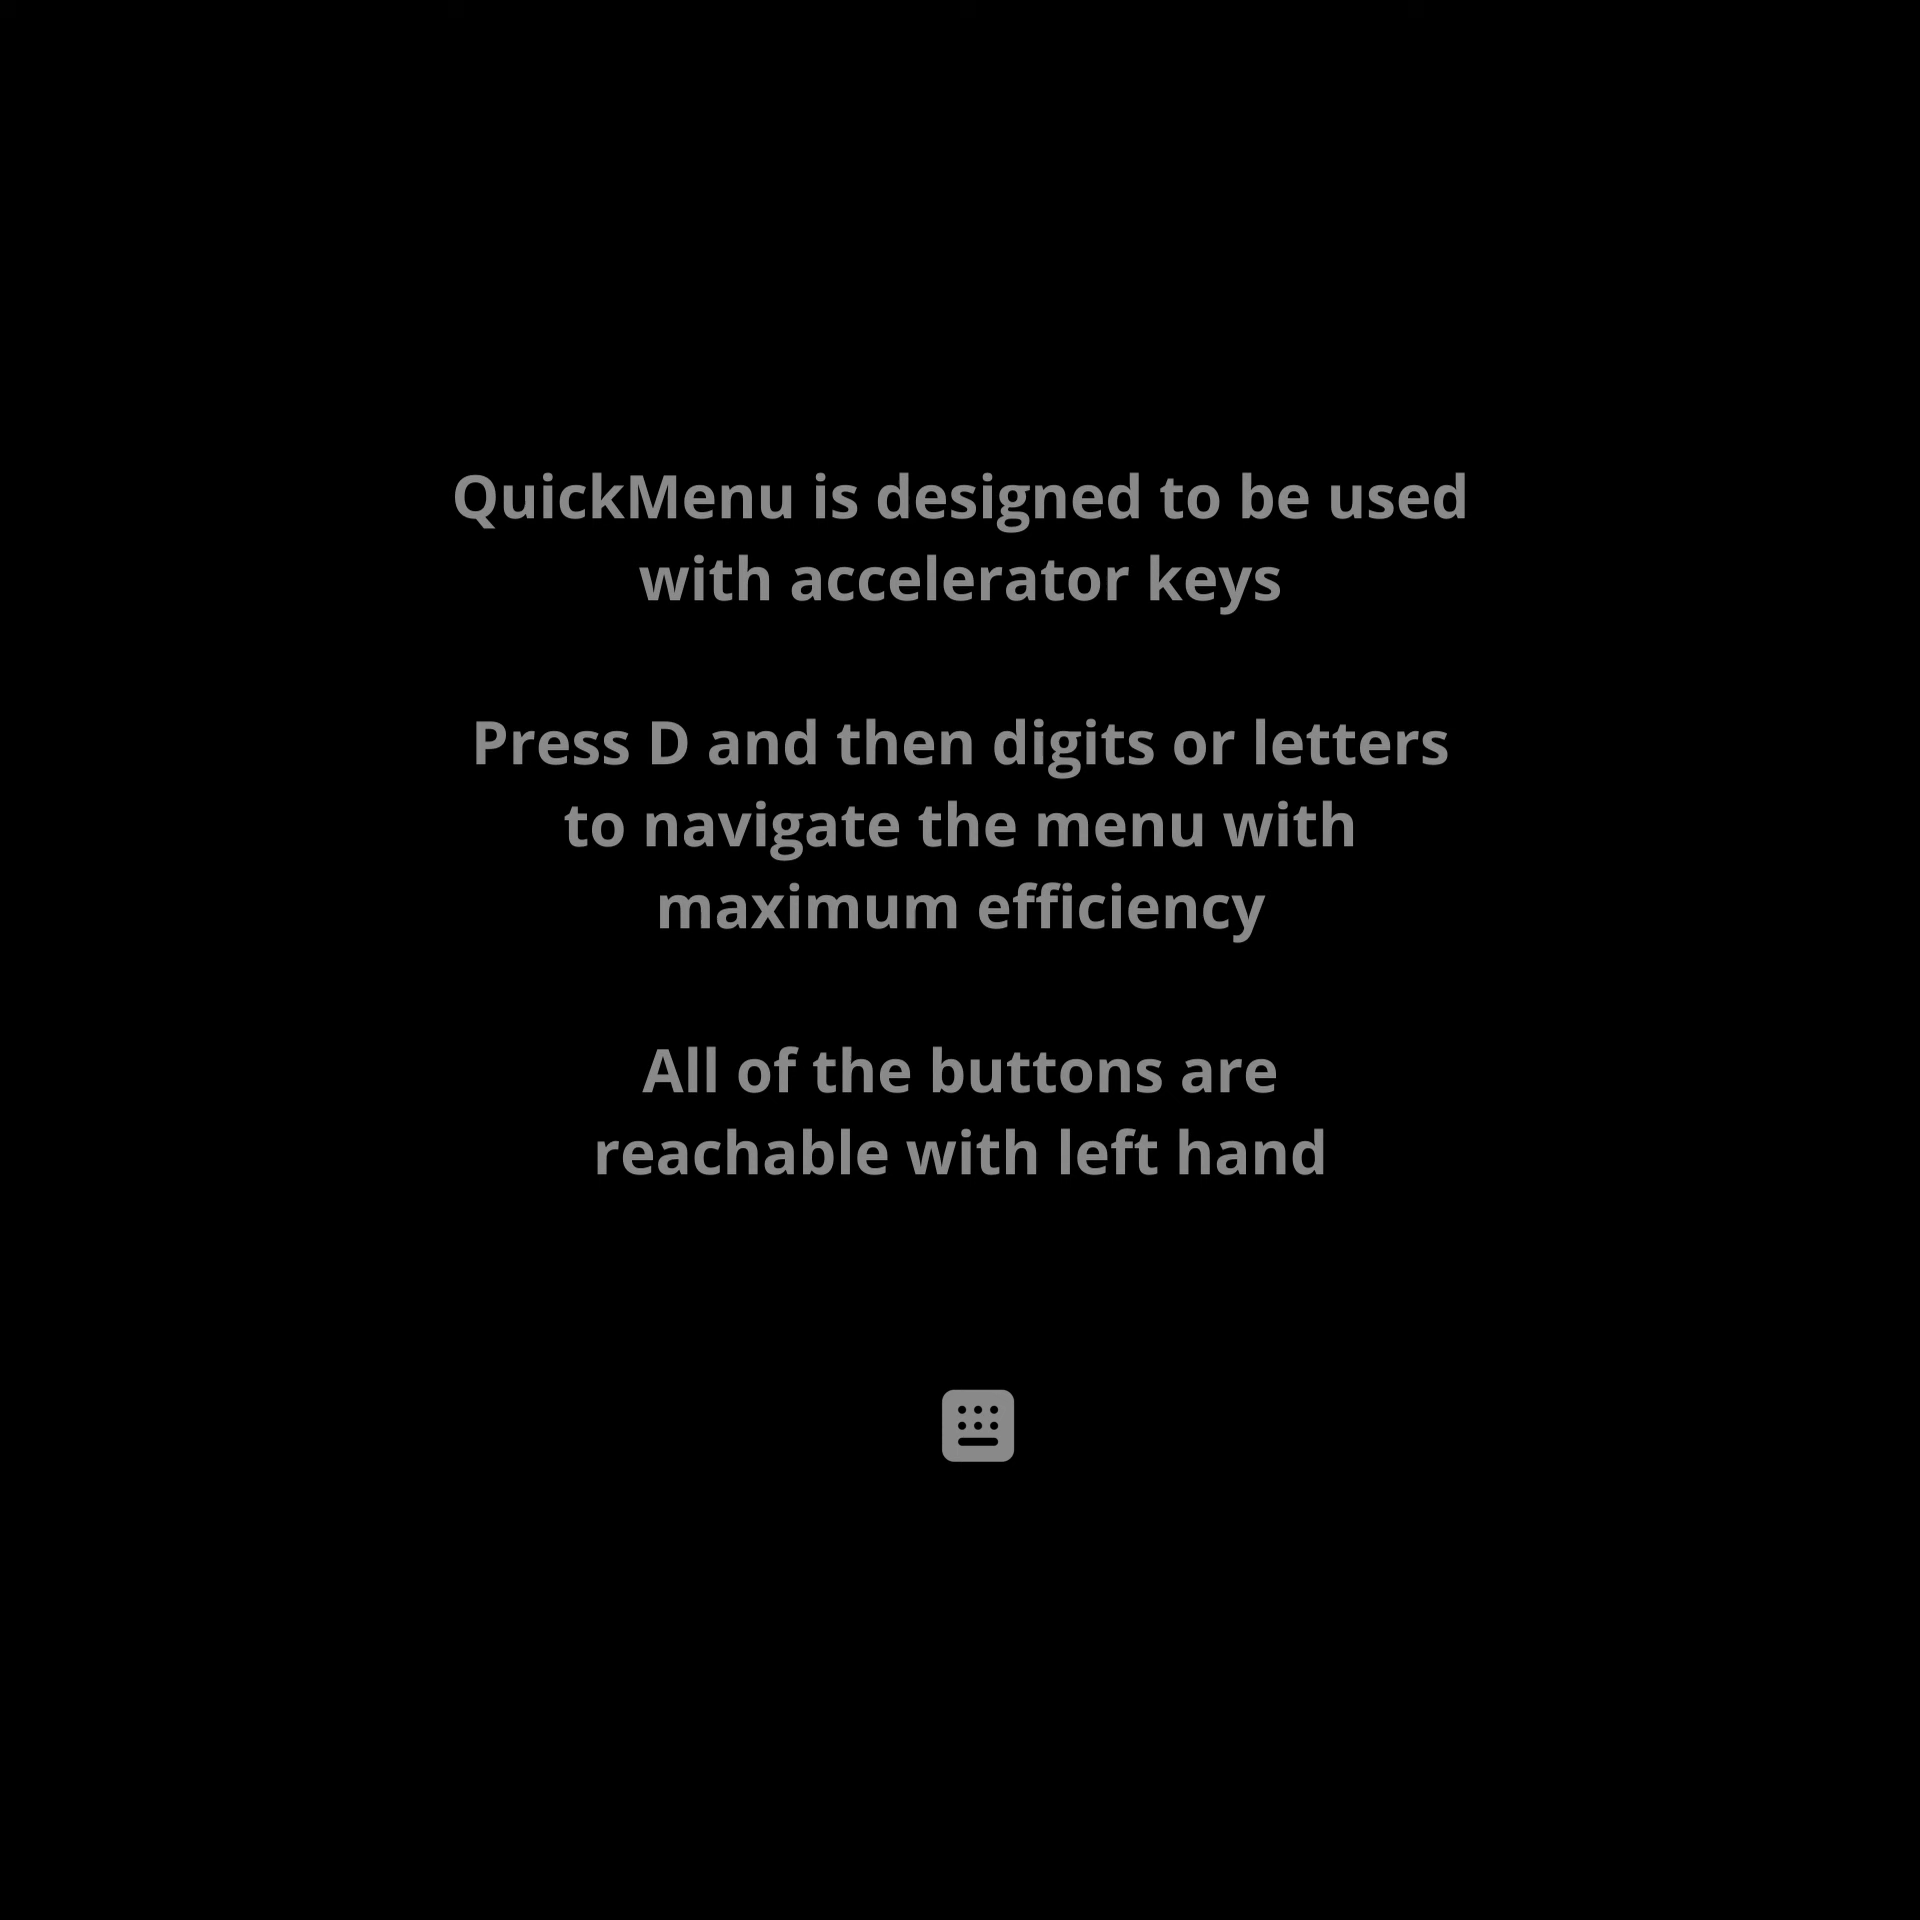 QuickMenu is designed to be used
with accelerator keys
Press D and then digits or letters
to navigate the menu with
maximum efficiency
All of the buttons are
reachable with left hand